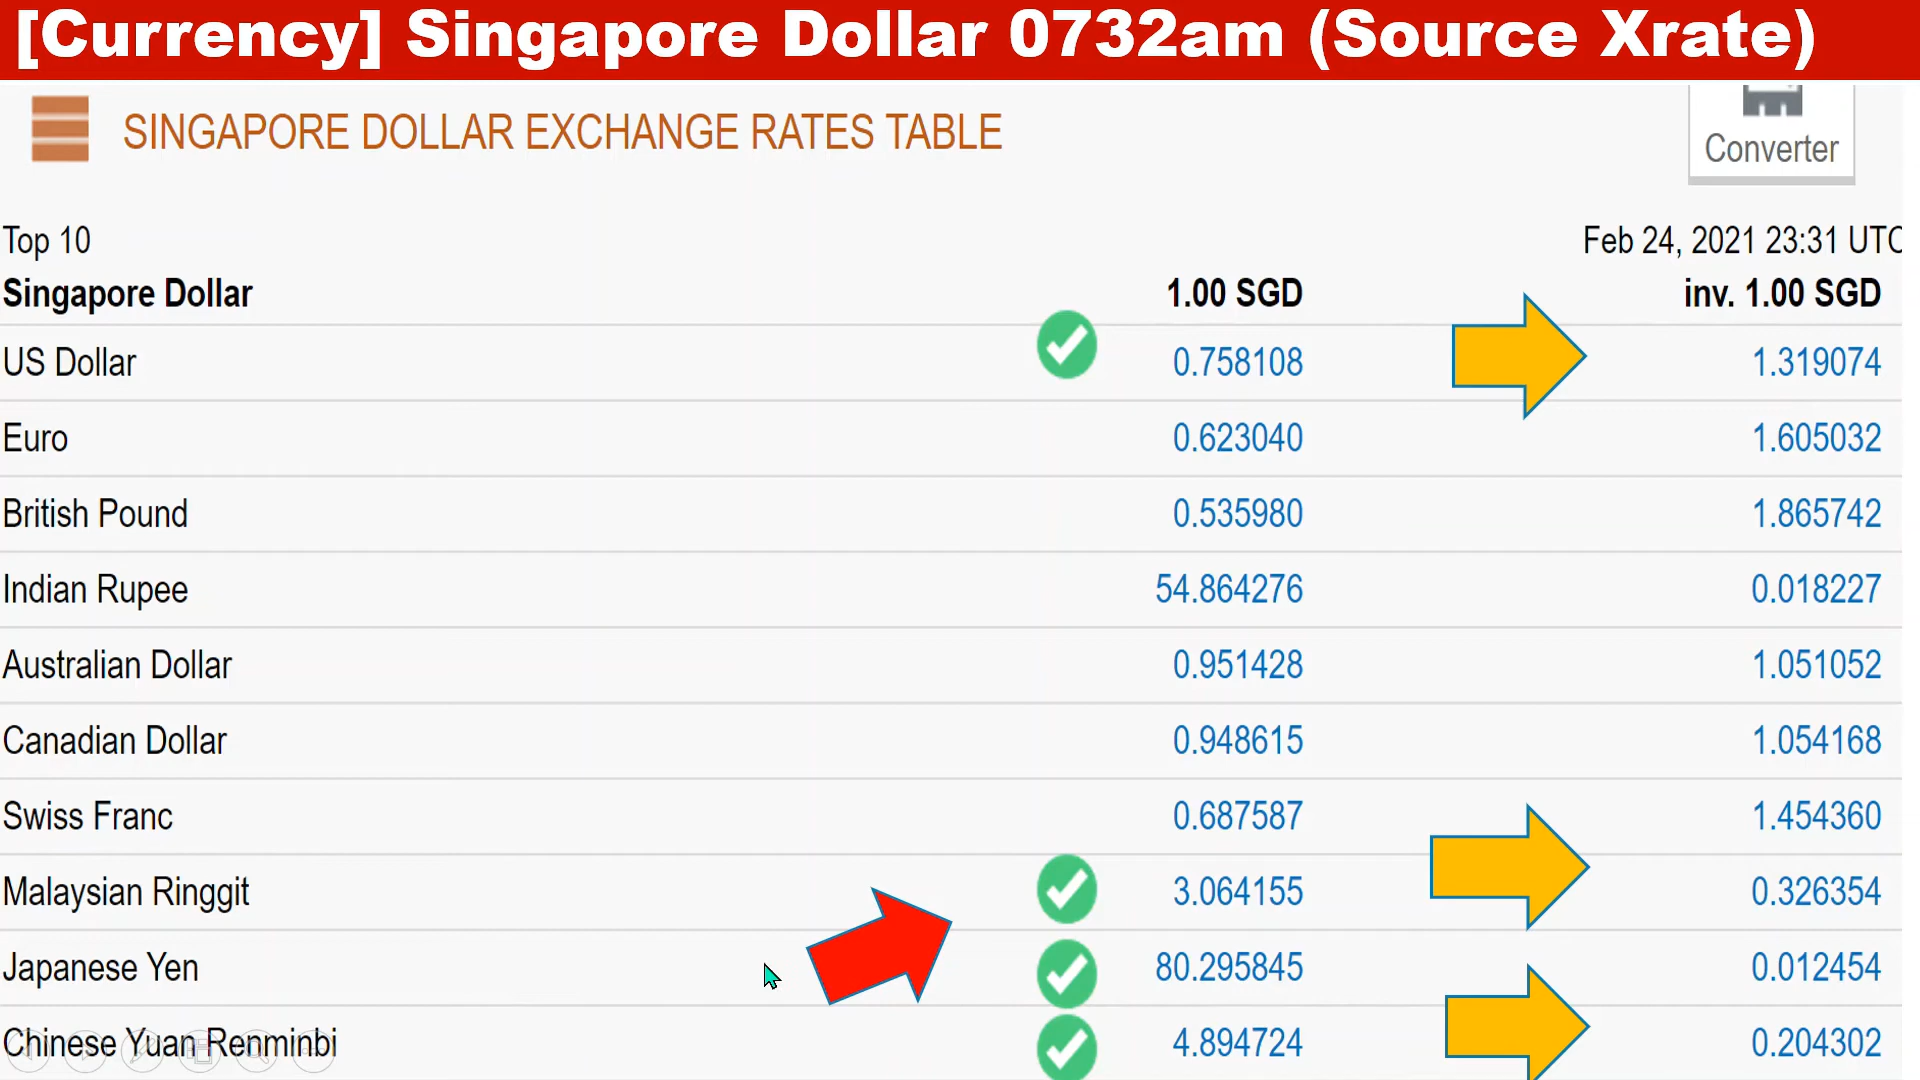 [Currency] Singapore Dollar 0732am (Source Xrate)
SINGAPORE DOLLAR EXCHANGE RATES TABLE
Converter
Top 10 Feb 24, 2021 23:31 UTC
Singapore Dollar 1.00 SGD inv. 1.00 SGD
US Dollar 0.758108 1.319074
Euro 0.623040 1.605032
British Pound 0.535980 1.865742
Indian Rupee 54.864276 0.018227
Australian Dollar 0.951428 1.051052
Canadian Dollar 0.948615 1.054168
Swiss Franc 0.687587 1.454360
Malaysian Ringgit 3.064155 0.326354
Japanese Yen 80.295845 0.012454
Chinese Yuan Renminbi 4.894724 0.204302